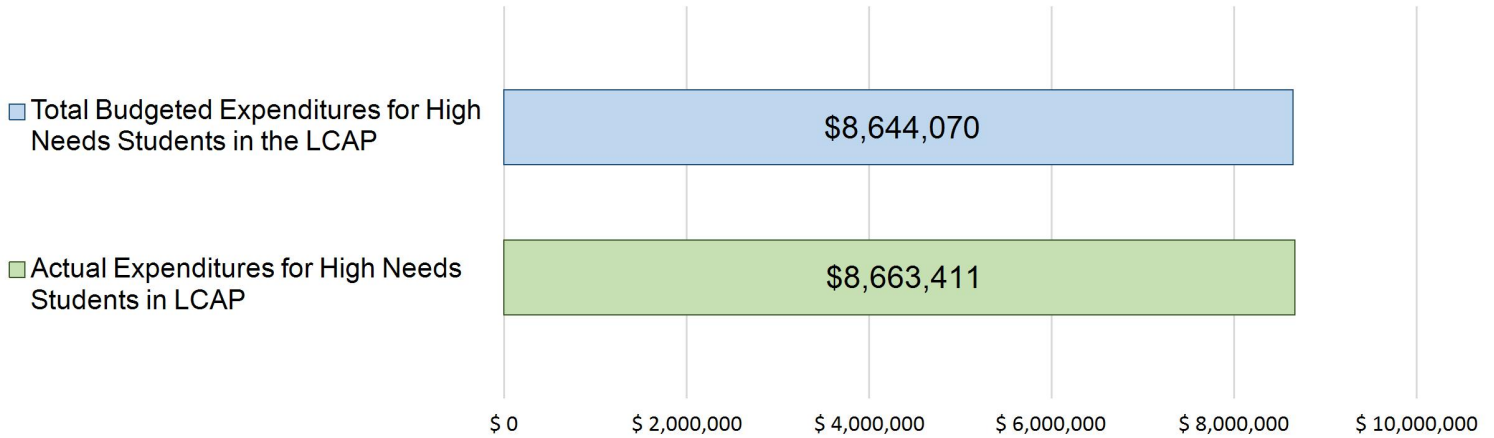 Total Budgeted Expenditures for High
Needs Students in the LCAP
$8,644,070
Actual Expenditures for High Needs
Students in LCAP
$8,663,411
$ 0
$ 2,000,000
$ 4,000,000
$ 6,000,000
$ 8,000,000
$ 10,000,000